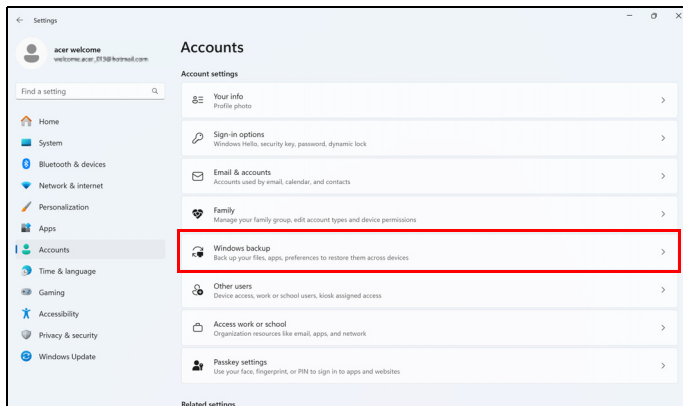 Settings
acer welcome
Find a setting
Home
System
Bluetooth & devices
Network & internet
Personalization
Apps
Accounts
Time & language
Gaming
Accessibility
Privacy & security
Windows Update
Accounts
Account settings
Your info
Profile photo
Sign-in options
Windows Hello, security key, password, dynamic lock
Email & accounts
Accounts used by email, calendar, and contacts
Family
Manage your family group, edit account types and device permissions
Windows backup
Back up your files, apps, preferences to restore them across devices
Other users
Device access, work or school users, kiosk assigned access
Access work or school
Organization resources like email, apps, and network
Passkey settings
Use your face, fingerprint, or PIN to sign in to apps and websites
Related settings